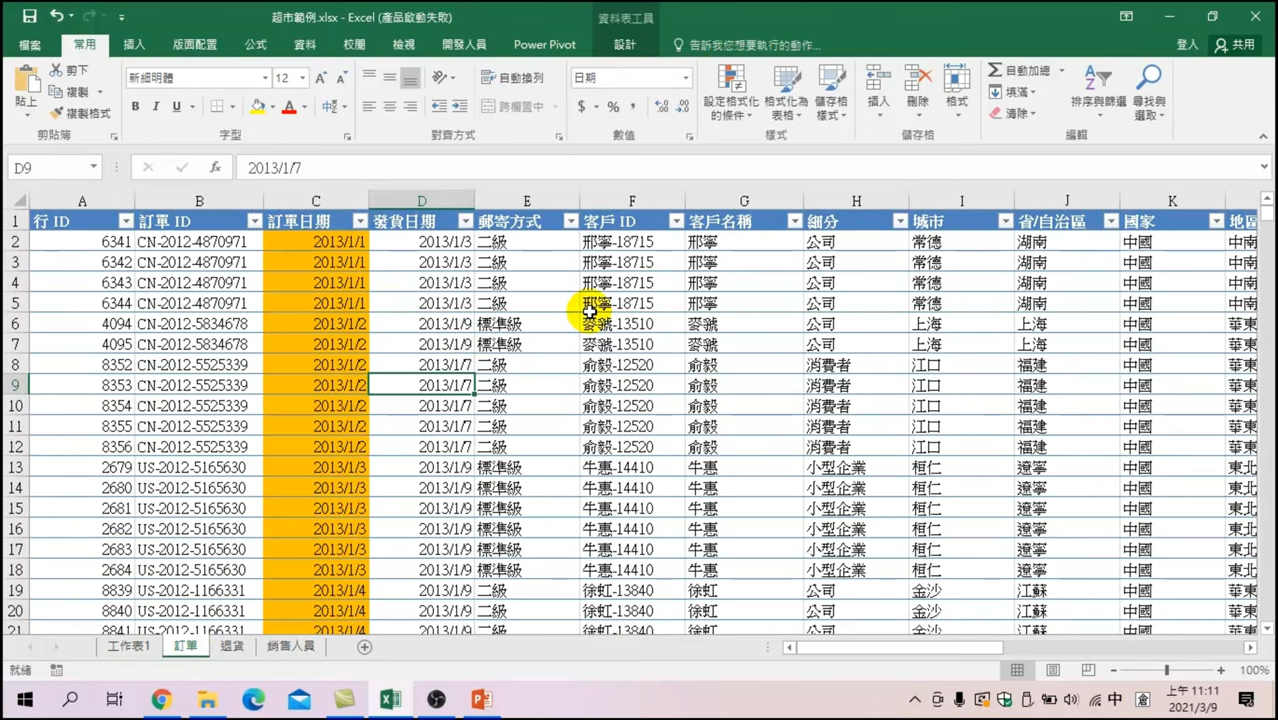 超市範例.xlsx - Excel (產品啟動失敗)
資料表工具
檔案 常用 插入 版面配置 公式 資料 校閱 檢視 開發人員 Power Pivot 設計 告訴我您想要執行的動作... 登入 共用
貼上 剪下 複製 複製格式 新細明體 12 自動換列 跨欄置中 日期 設定格式化的條件 格式化為表格 儲存格樣式 插入 刪除 格式 自動加總 填滿 清除 排序與篩選 尋找與選取
剪貼簿 字型 對齊方式 數值 樣式 儲存格 編輯
D9 fx 2013/1/7
A B C D E F G H I J K
1 行 ID 訂單 ID 訂單日期 發貨日期 郵寄方式 客戶 ID 客戶名稱 細分 城市 省/自治區 國家 地區
2 6341 CN-2012-4870971 2013/1/1 2013/1/3 二級 邢寧-18715 邢寧 公司 常德 湖南 中國 中南
3 6342 CN-2012-4870971 2013/1/1 2013/1/3 二級 邢寧-18715 邢寧 公司 常德 湖南 中國 中南
4 6343 CN-2012-4870971 2013/1/1 2013/1/3 二級 邢寧-18715 邢寧 公司 常德 湖南 中國 中南
5 6344 CN-2012-4870971 2013/1/1 2013/1/3 二級 邢寧-18715 邢寧 公司 常德 湖南 中國 中南
6 4094 CN-2012-5834678 2013/1/2 2013/1/9 標準級 麥號-13510 麥號 公司 上海 上海 中國 華東
7 4095 CN-2012-5834678 2013/1/2 2013/1/9 標準級 麥號-13510 麥號 公司 上海 上海 中國 華東
8 8352 CN-2012-5525339 2013/1/2 2013/1/7 二級 俞毅-12520 俞毅 消費者 江口 福建 中國 華東
9 8353 CN-2012-5525339 2013/1/2 2013/1/7 二級 俞毅-12520 俞毅 消費者 江口 福建 中國 華東
10 8354 CN-2012-5525339 2013/1/2 2013/1/7 二級 俞毅-12520 俞毅 消費者 江口 福建 中國 華東
11 8355 CN-2012-5525339 2013/1/2 2013/1/7 二級 俞毅-12520 俞毅 消費者 江口 福建 中國 華東
12 8356 CN-2012-5525339 2013/1/2 2013/1/7 二級 俞毅-12520 俞毅 消費者 江口 福建 中國 華東
13 2679 US-2012-5165630 2013/1/3 2013/1/9 標準級 牛惠-14410 牛惠 小型企業 桓仁 遼寧 中國 東北
14 2680 US-2012-5165630 2013/1/3 2013/1/9 標準級 牛惠-14410 牛惠 小型企業 桓仁 遼寧 中國 東北
15 2681 US-2012-5165630 2013/1/3 2013/1/9 標準級 牛惠-14410 牛惠 小型企業 桓仁 遼寧 中國 東北
16 2682 US-2012-5165630 2013/1/3 2013/1/9 標準級 牛惠-14410 牛惠 小型企業 桓仁 遼寧 中國 東北
17 2683 US-2012-5165630 2013/1/3 2013/1/9 標準級 牛惠-14410 牛惠 小型企業 桓仁 遼寧 中國 東北
18 2684 US-2012-5165630 2013/1/3 2013/1/9 標準級 牛惠-14410 牛惠 小型企業 桓仁 遼寧 中國 東北
19 8839 CN-2012-1166331 2013/1/4 2013/1/9 二級 徐虹-13840 徐虹 公司 金沙 江蘇 中國 華東
20 8840 CN-2012-1166331 2013/1/4 2013/1/9 二級 徐虹-13840 徐虹 公司 金沙 江蘇 中國 華東
21 8841 CN-2012-1166331 2013/1/4 2013/1/9 二級 徐虹-13840 徐虹 公司 金沙 江蘇 中國 華東
工作表1 訂單 退貨 銷售人員
就緒 100%
中 倉 上午 11:11
2021/3/9